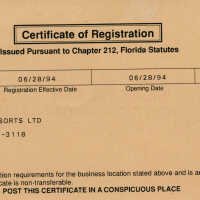 Certificate of Registration
Issued Pursuant to Chapter 212, Florida Statutes
06/28/94 06/28/94
Registration Effective Date Opening Date
SORTS LTD
-3118
tion requirements for the business location stated above and is a
cate is non-transferable.
POST THIS CERTIFICATE IN A CONSPICUOUS PLACE